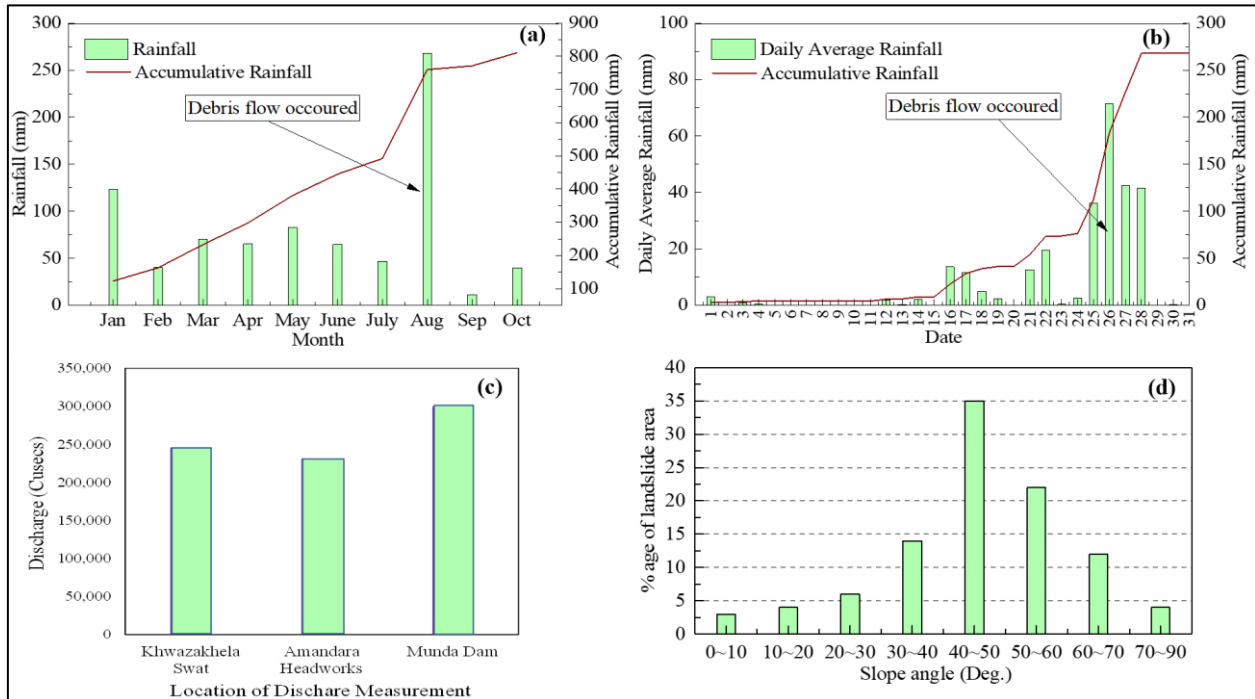 (a)
Rainfall
Accumulative Rainfall
Debris flow occoured
Rainfall (mm)
300
250
200
150
100
50
0
Accumulative Rainfall (mm)
900
800
700
600
500
400
300
200
100
Jan Feb Mar Apr May June July Aug Sep Oct
Month
(b)
Daily Average Rainfall
Accumulative Rainfall
Debris flow occoured
Daily Average Rainfall (mm)
100
80
60
40
20
0
Accumulative Rainfall (mm)
300
250
200
150
100
50
0
1 2 3 4 5 6 7 8 9 10 11 12 13 14 15 16 17 18 19 20 21 22 23 24 25 26 27 28 29 30 31
Date
(c)
Discharge (Cusecs)
350,000
300,000
250,000
200,000
150,000
100,000
50,000
0
Khwazakhela Amandara Munda Dam
Swat Headworks
Location of Dischare Measurement
(d)
% age of landslide area
40
35
30
25
20
15
10
5
0
0~10 10~20 20~30 30~40 40~50 50~60 60~70 70~90
Slope angle (Deg.)